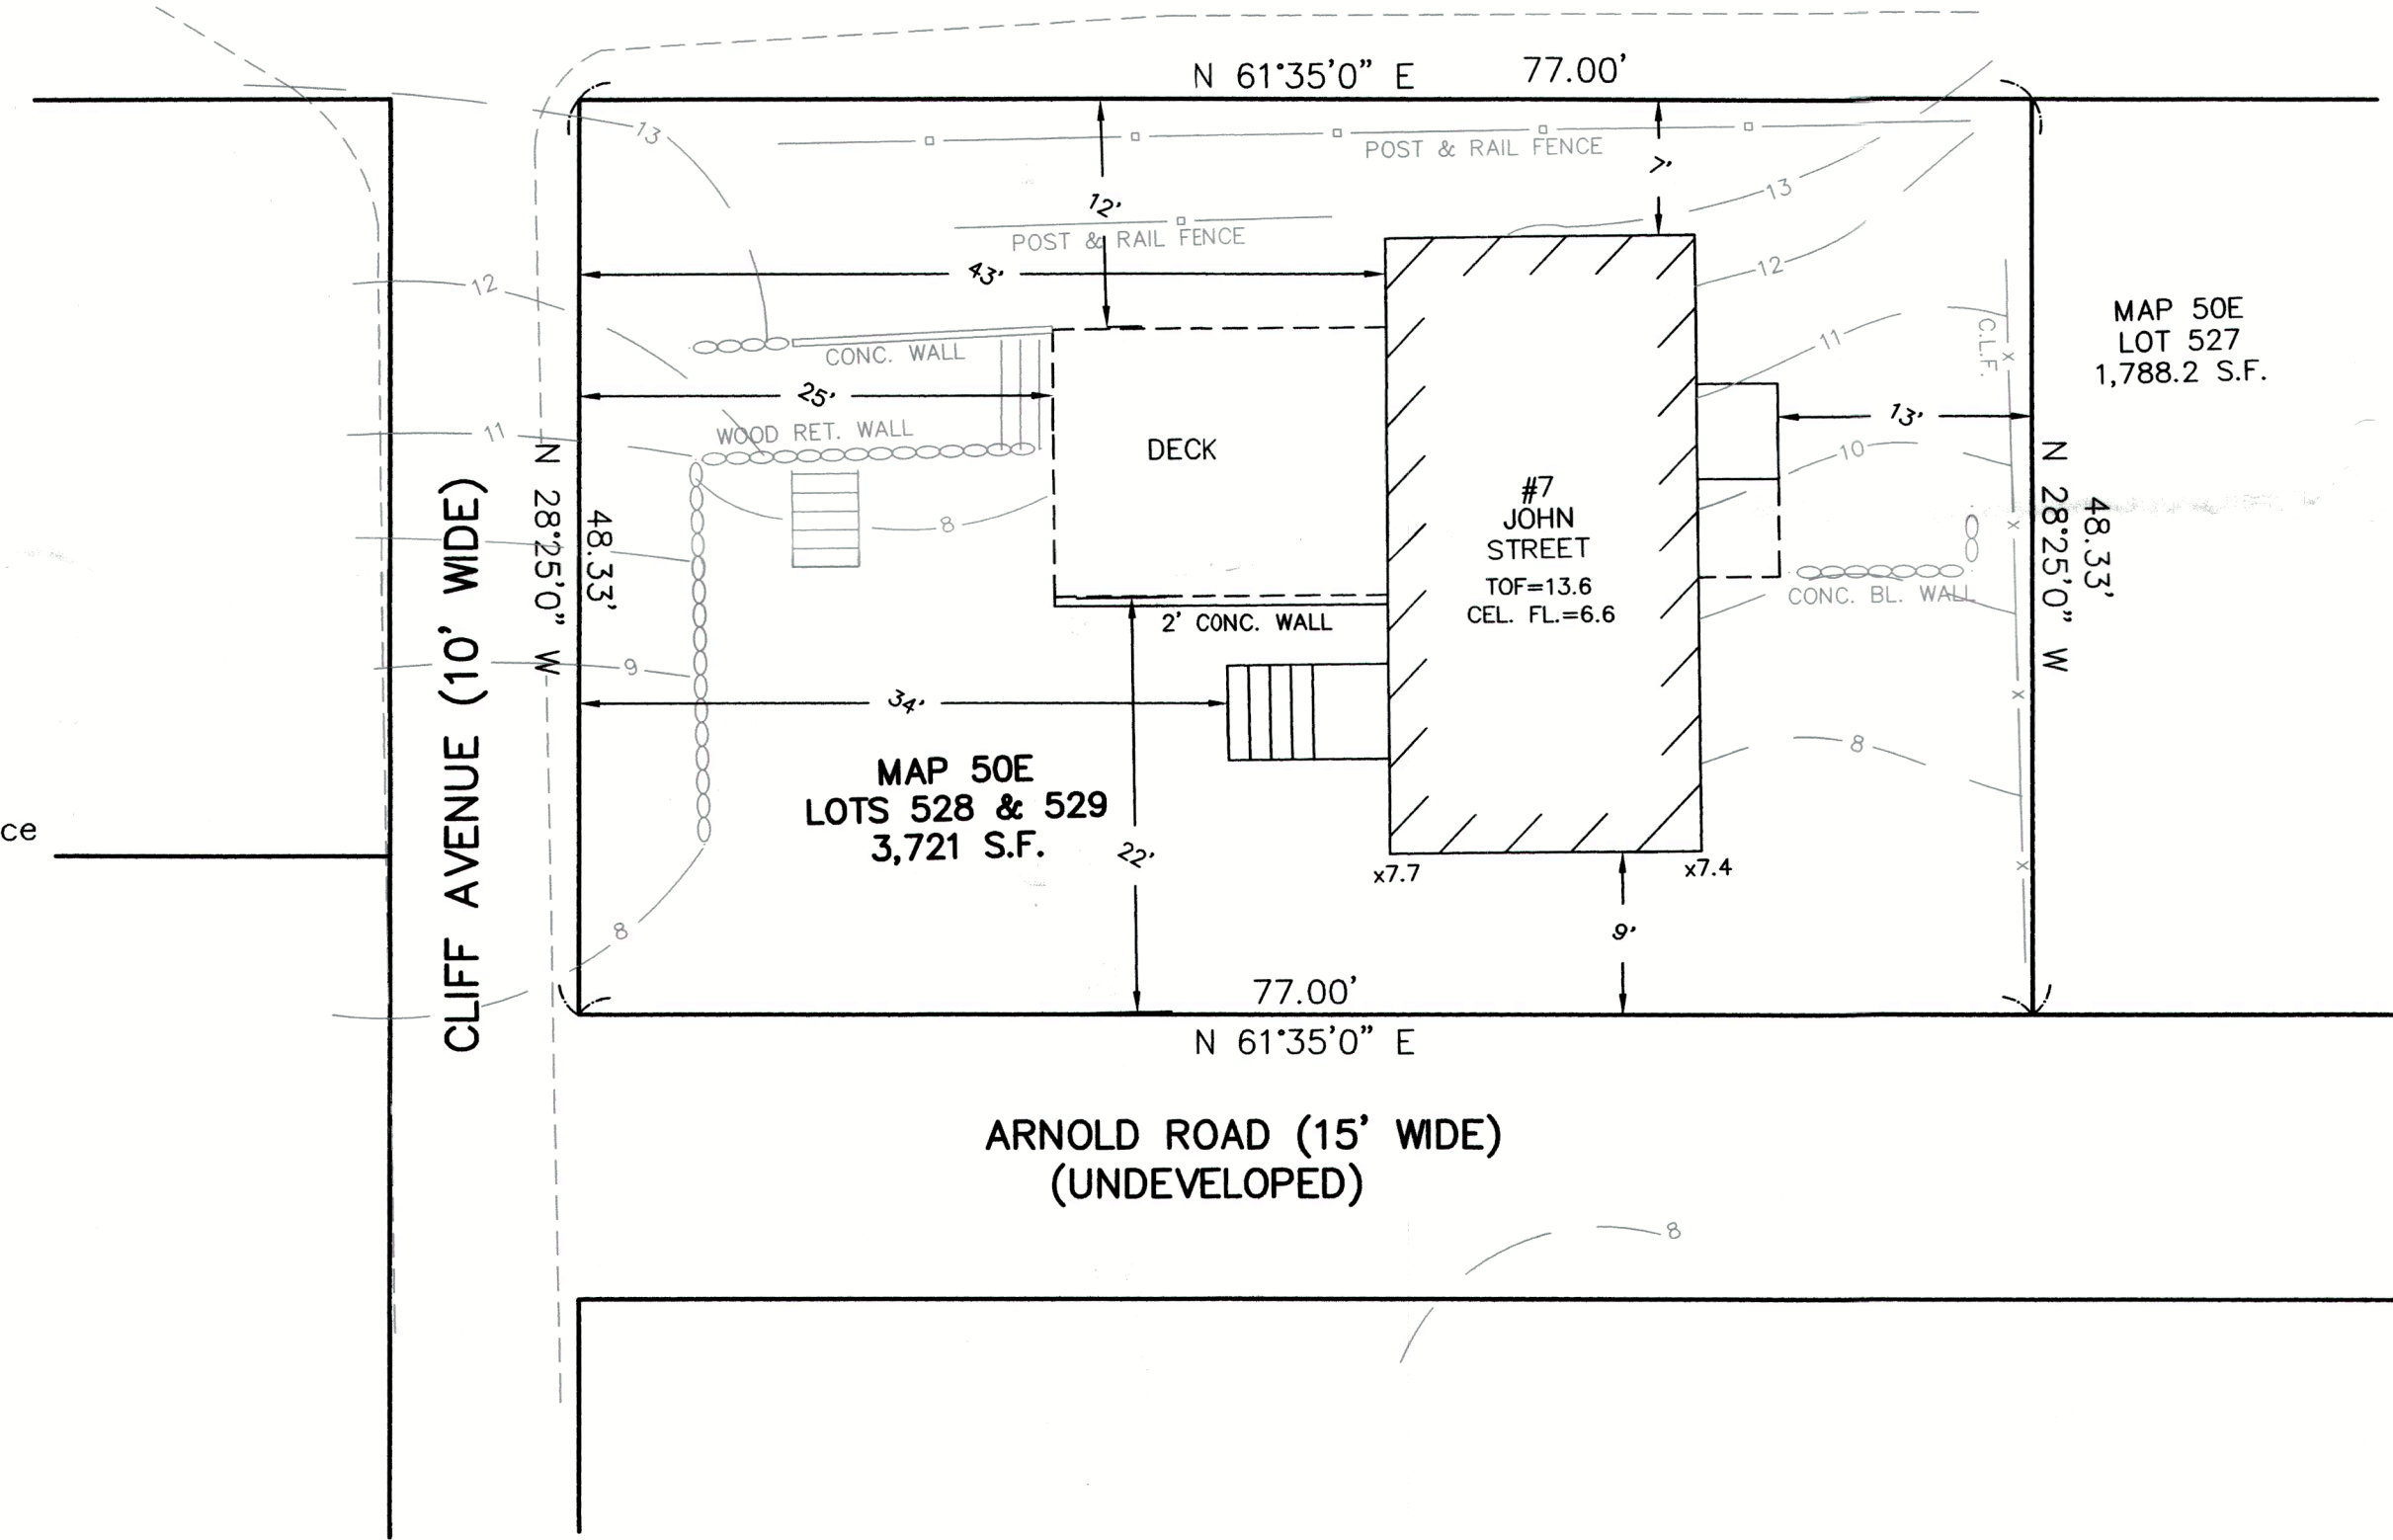 N 61°35'0" E 77.00'
13
POST & RAIL FENCE
7'
13
12'
POST & RAIL FENCE
43'
12
12
MAP 50E
LOT 527
1,788.2 S.F.
C.L.F.
x
11
CONC. WALL
25'
13'
11
WOOD RET. WALL
DECK
10
N 28°25'0" W
48.33'
N 28°25'0" W
48.33'
CLIFF AVENUE (10' WIDE)
#7
JOHN
STREET
TOF=13.6
CEL. FL.=6.6
8
x
CONC. BL. WALL
2' CONC. WALL
9
x
34'
8
MAP 50E
LOTS 528 & 529
3,721 S.F.
ce
22'
x7.7
x7.4
x
8
9'
77.00'
N 61°35'0" E
ARNOLD ROAD (15' WIDE)
(UNDEVELOPED)
8